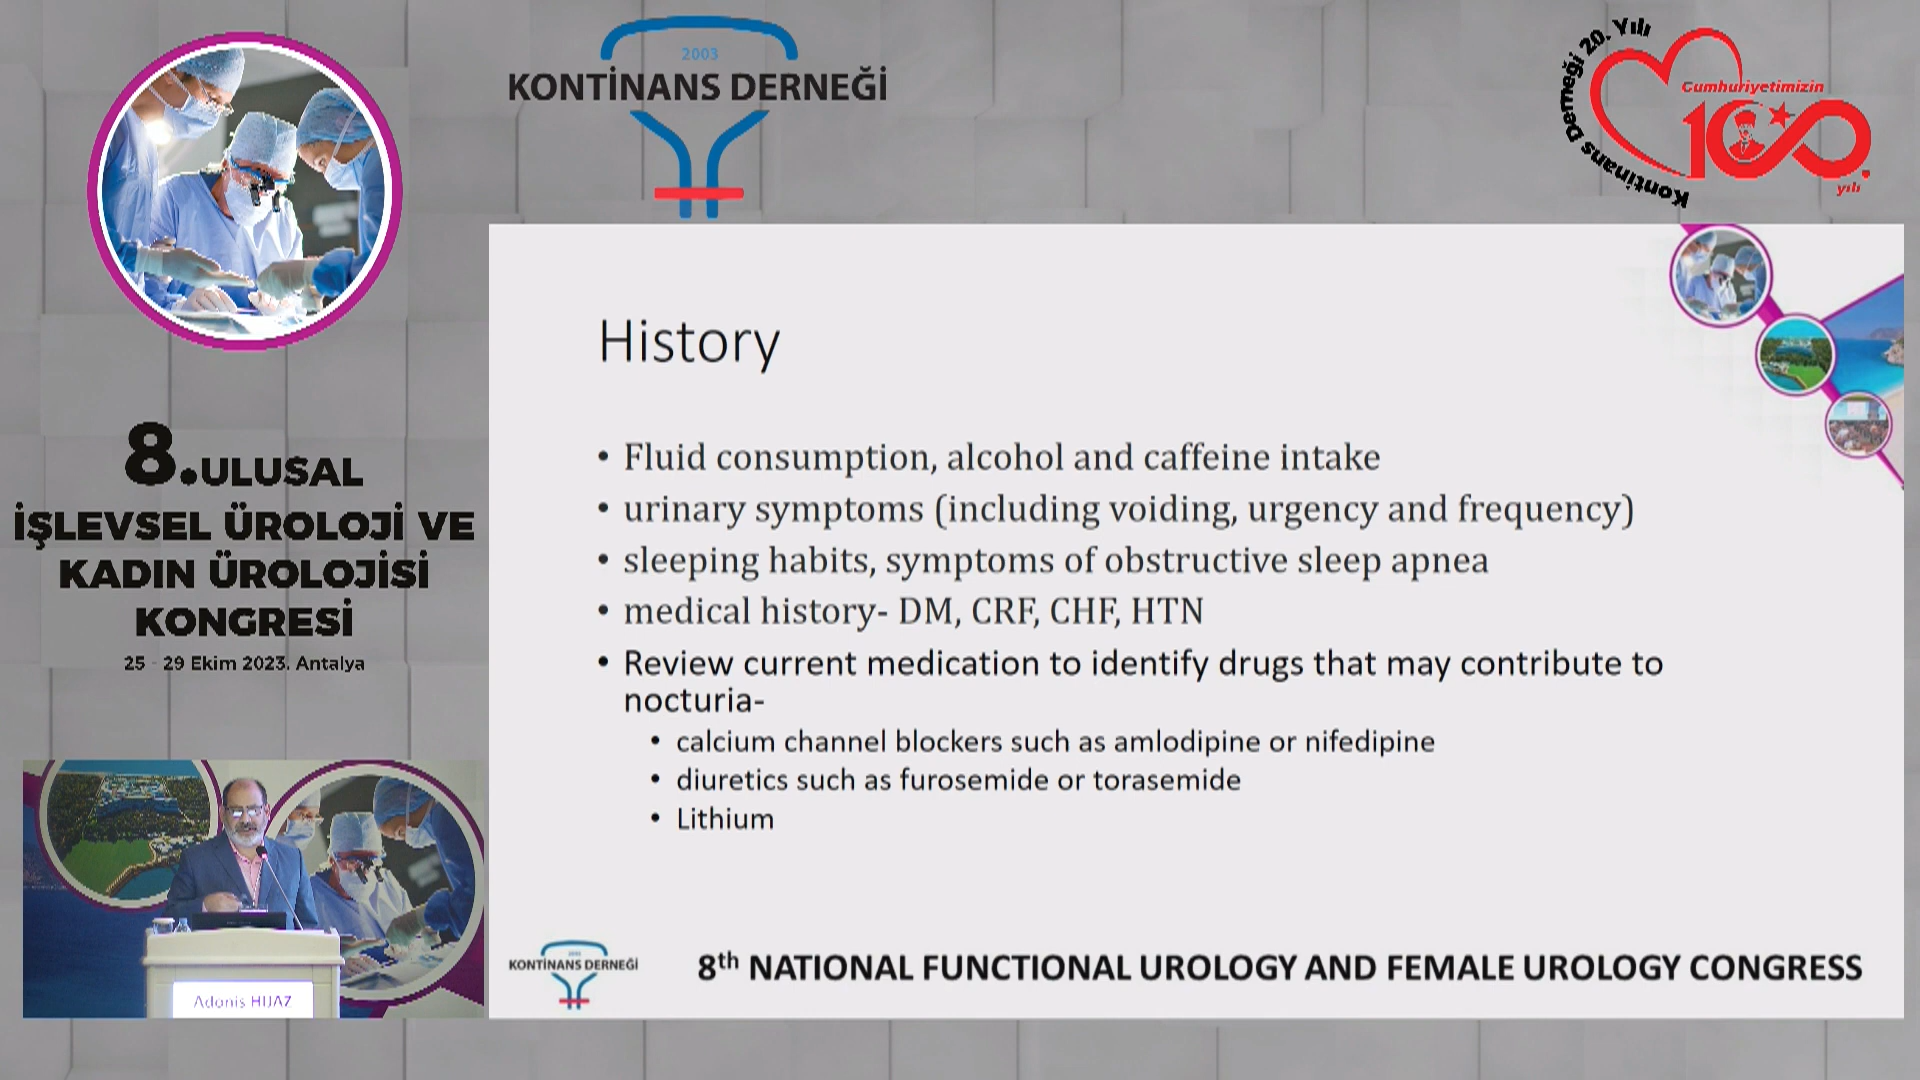 2003
KONTİNANS DERNEĞİ
Kontinans Derneği 20. Yılı
Cumhuriyetimizin
100.
yılı
8.ULUSAL
İŞLEVSEL ÜROLOJİ VE
KADIN ÜROLOJİSİ
KONGRESİ
25 - 29 Ekim 2023. Antalya
Adonis HIJAZ
History
• Fluid consumption, alcohol and caffeine intake
• urinary symptoms (including voiding, urgency and frequency)
• sleeping habits, symptoms of obstructive sleep apnea
• medical history- DM, CRF, CHF, HTN
• Review current medication to identify drugs that may contribute to
nocturia-
• calcium channel blockers such as amlodipine or nifedipine
• diuretics such as furosemide or torasemide
• Lithium
KONTİNANS DERNEĞİ
8th NATIONAL FUNCTIONAL UROLOGY AND FEMALE UROLOGY CONGRESS